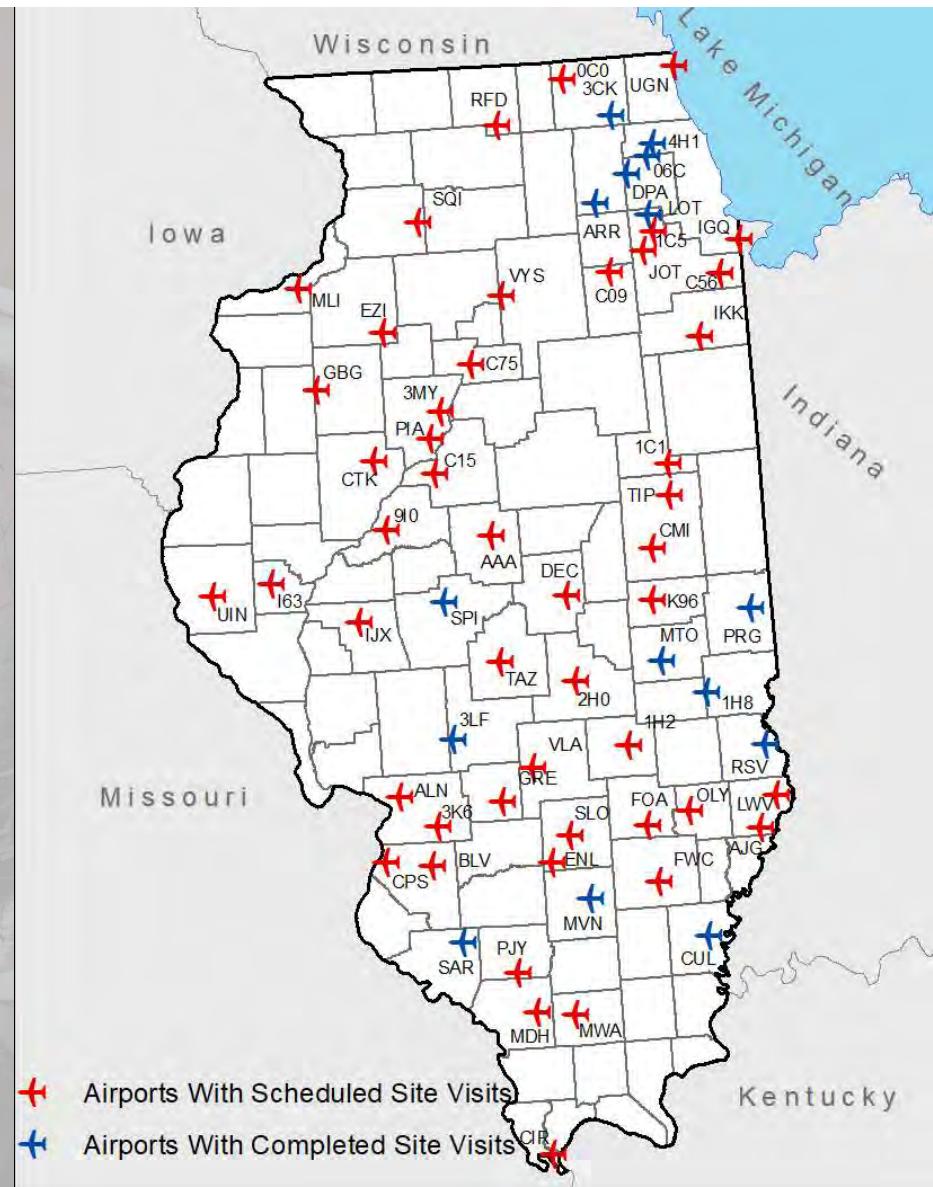 Wisconsin
Lake Michigan
0C0
3CK
UGN
RFD
4H1
06C
DPA
LOT
SQI
ARR
1C5
IGQ
Iowa
JOT
C56
C09
VYS
MLI
EZI
IKK
C75
GBG
3MY
PIA
Indiana
CTK
C15
1C1
TIP
9I0
CMI
AAA
DEC
UIN
I63
SPI
K96
PRG
IJX
MTO
TAZ
2H0
1H8
3LF
1H2
VLA
RSV
Missouri
ALN
GRE
3K6
SLO
FOA
OLY
LWV
AJG
CPS
BLV
ENL
FWC
MVN
CUL
SAR
PJY
MDH
MWA
Airports With Scheduled Site Visits
Kentucky
Airports With Completed Site Visits
CIR